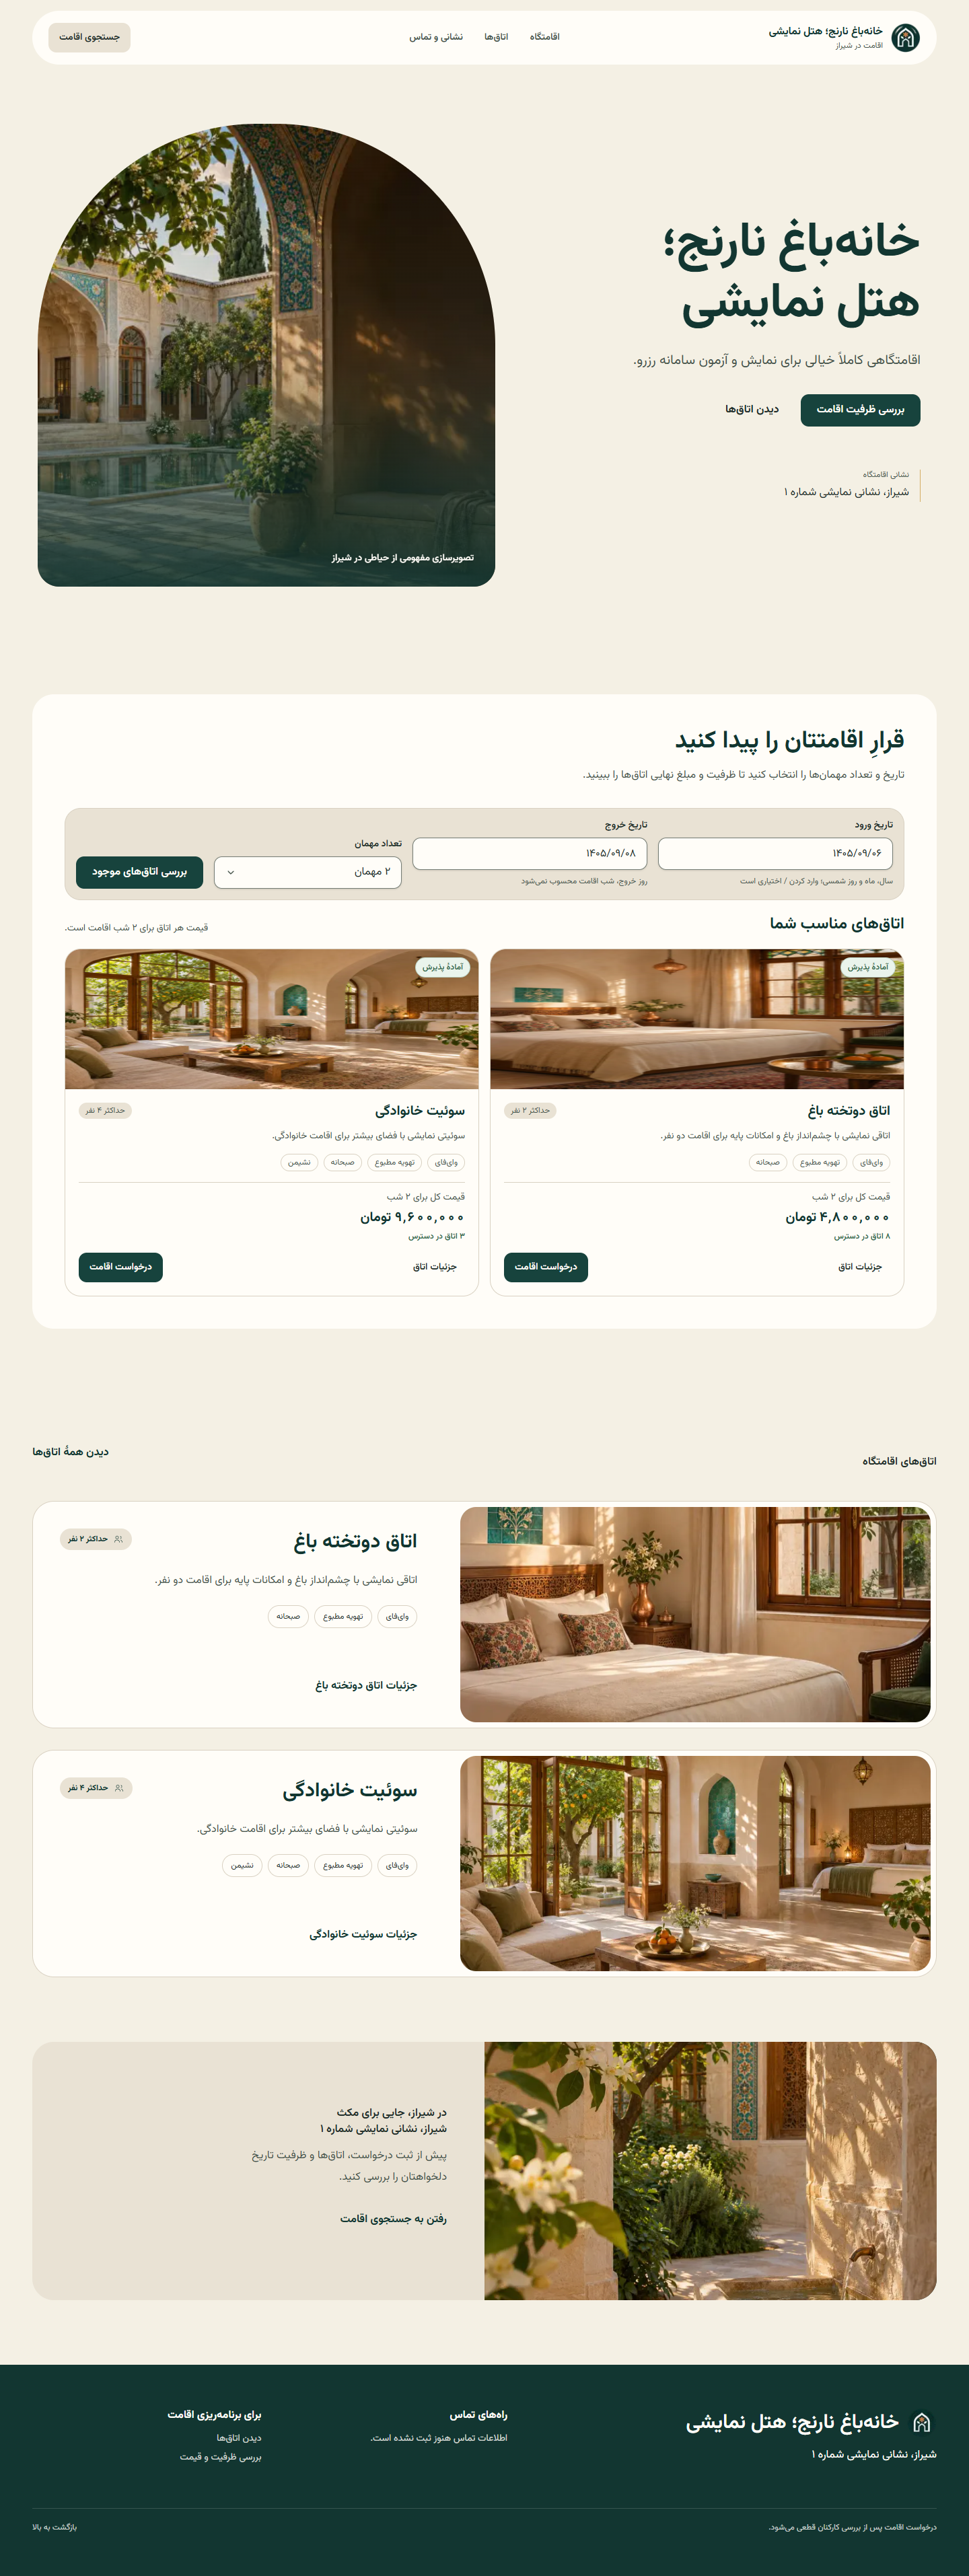 خانه‌باغ نارنج؛ هتل نمایشی
اقامت در شیراز
اقامتگاه
اتاق‌ها
نشانی و تماس
جستجوی اقامت
خانه‌باغ نارنج؛
هتل نمایشی
اقامتگاهی کاملاً خیالی برای نمایش و آزمون سامانه رزرو.
بررسی ظرفیت اقامت
دیدن اتاق‌ها
نشانی اقامتگاه
شیراز، نشانی نمایشی شماره ۱
تصویرسازی مفهومی از حیاطی در شیراز
قرارِ اقامتتان را پیدا کنید
تاریخ و تعداد مهمان‌ها را انتخاب کنید تا ظرفیت و مبلغ نهایی اتاق‌ها را ببینید.
تاریخ ورود
۱۴۰۵/۰۹/۰۶
سال، ماه و روز شمسی؛ وارد کردن / اختیاری است
تاریخ خروج
۱۴۰۵/۰۹/۰۸
روز خروج، شب اقامت محسوب نمی‌شود
تعداد مهمان
۲ مهمان
بررسی اتاق‌های موجود
اتاق‌های مناسب شما
قیمت هر اتاق برای ۲ شب اقامت است.
آمادهٔ پذیرش
اتاق دوتخته باغ
حداکثر ۲ نفر
اتاقی نمایشی با چشم‌انداز باغ و امکانات پایه برای اقامت دو نفر.
وای‌فای
تهویه مطبوع
صبحانه
قیمت کل برای ۲ شب
۴,۸۰۰,۰۰۰ تومان
۸ اتاق در دسترس
جزئیات اتاق
درخواست اقامت
آمادهٔ پذیرش
سوئیت خانوادگی
حداکثر ۴ نفر
سوئیتی نمایشی با فضای بیشتر برای اقامت خانوادگی.
وای‌فای
تهویه مطبوع
صبحانه
نشیمن
قیمت کل برای ۲ شب
۹,۶۰۰,۰۰۰ تومان
۳ اتاق در دسترس
جزئیات اتاق
درخواست اقامت
اتاق‌های اقامتگاه
دیدن همهٔ اتاق‌ها
اتاق دوتخته باغ
حداکثر ۲ نفر
اتاقی نمایشی با چشم‌انداز باغ و امکانات پایه برای اقامت دو نفر.
وای‌فای
تهویه مطبوع
صبحانه
جزئیات اتاق دوتخته باغ
سوئیت خانوادگی
حداکثر ۴ نفر
سوئیتی نمایشی با فضای بیشتر برای اقامت خانوادگی.
وای‌فای
تهویه مطبوع
صبحانه
نشیمن
جزئیات سوئیت خانوادگی
در شیراز، جایی برای مکث
شیراز، نشانی نمایشی شماره ۱
پیش از ثبت درخواست، اتاق‌ها و ظرفیت تاریخ
دلخواهتان را بررسی کنید.
رفتن به جستجوی اقامت
خانه‌باغ نارنج؛ هتل نمایشی
شیراز، نشانی نمایشی شماره ۱
راه‌های تماس
اطلاعات تماس هنوز ثبت نشده است.
برای برنامه‌ریزی اقامت
دیدن اتاق‌ها
بررسی ظرفیت و قیمت
درخواست اقامت پس از بررسی کارکنان قطعی می‌شود.
بازگشت به بالا